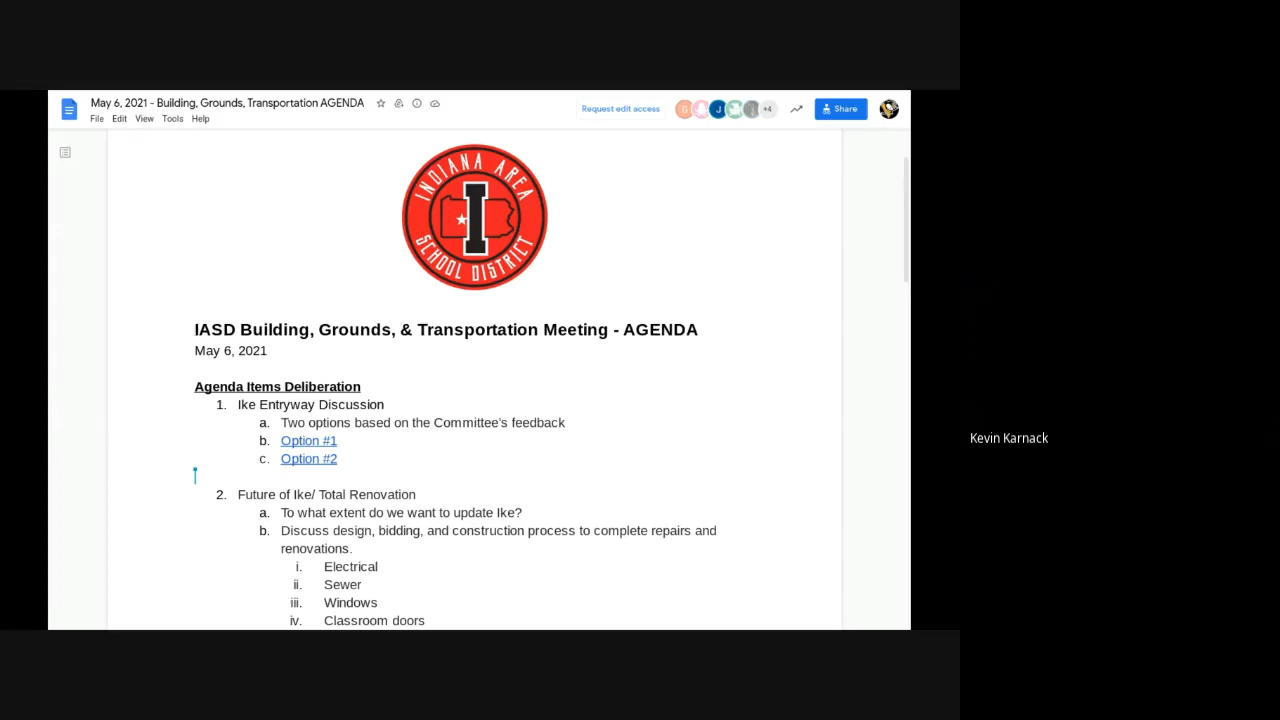 May 6, 2021 - Building, Grounds, Transportation AGENDA
File Edit View Tools Help
Request edit access
G
J
+4
Share
INDIANA AREA
I
SCHOOL DISTRICT
IASD Building, Grounds, & Transportation Meeting - AGENDA
May 6, 2021
Agenda Items Deliberation
1. Ike Entryway Discussion
a. Two options based on the Committee's feedback
b. Option #1
c. Option #2
2. Future of Ike/ Total Renovation
a. To what extent do we want to update Ike?
b. Discuss design, bidding, and construction process to complete repairs and
renovations.
i. Electrical
ii. Sewer
iii. Windows
iv. Classroom doors
Kevin Karnack